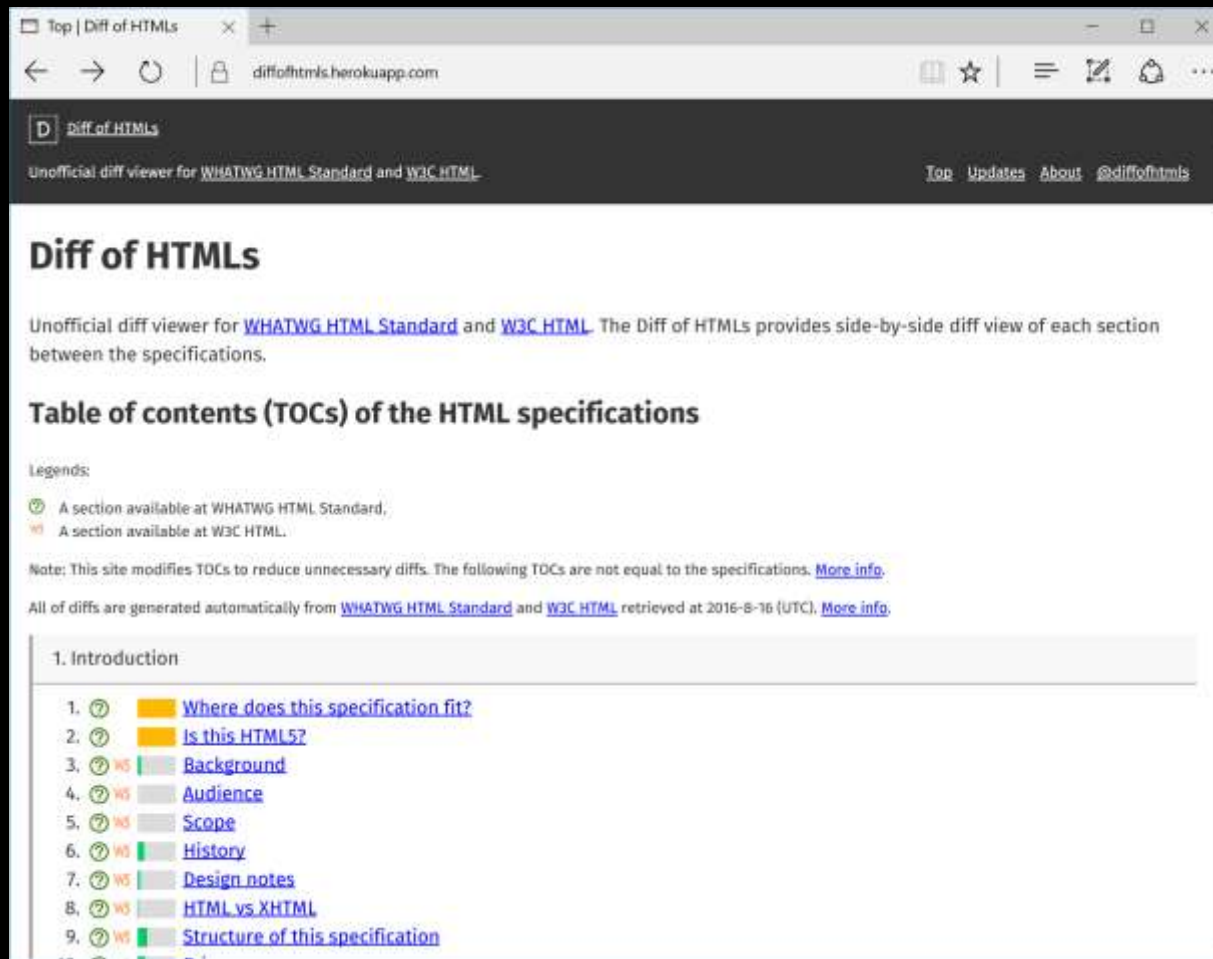 Top | Diff of HTMLs
diffofhtmls.herokuapp.com
D Diff of HTMLs
Unofficial diff viewer for WHATWG HTML Standard and W3C HTML.
Top Updates About @diffofhtmls
Diff of HTMLs
Unofficial diff viewer for WHATWG HTML Standard and W3C HTML. The Diff of HTMLs provides side-by-side diff view of each section
between the specifications.
Table of contents (TOCs) of the HTML specifications
Legends:
A section available at WHATWG HTML Standard.
A section available at W3C HTML.
Note: This site modifies TOCs to reduce unnecessary diffs. The following TOCs are not equal to the specifications. More info.
All of diffs are generated automatically from WHATWG HTML Standard and W3C HTML retrieved at 2016-8-16 (UTC). More info.
1. Introduction
1. Where does this specification fit?
2. Is this HTML5?
3. Background
4. Audience
5. Scope
6. History
7. Design notes
8. HTML vs XHTML
9. Structure of this specification